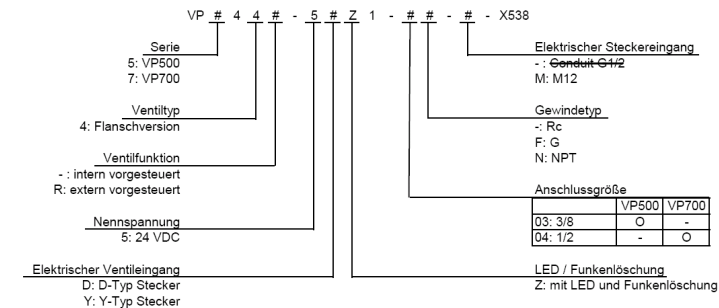 VP # 4 4 # - 5 # Z 1 - # # - # - X538
Serie
5: VP500
7: VP700
Ventiltyp
4: Flanschversion
Ventilfunktion
- : intern vorgesteuert
R: extern vorgesteuert
Nennspannung
5: 24 VDC
Elektrischer Ventileingang
D: D-Typ Stecker
Y: Y-Typ Stecker
Elektrischer Steckereingang
- : Conduit G1/2
M: M12
Gewindetyp
-: Rc
F: G
N: NPT
Anschlussgröße
VP500 VP700
03: 3/8 O -
04: 1/2 - O
LED / Funkenlöschung
Z: mit LED und Funkenlöschung